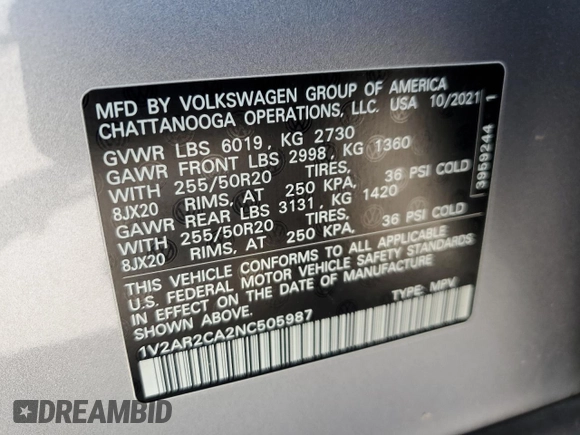 MFD BY VOLKSWAGEN GROUP OF AMERICA
CHATTANOOGA OPERATIONS, LLC. USA 10/2021
GVWR LBS 6019, KG 2730
GAWR FRONT LBS 2998, KG 1360
WITH 255/50R20 TIRES,
8JX20 RIMS, AT 250 KPA, 36 PSI COLD
GAWR REAR LBS 3131, KG 1420
WITH 255/50R20 TIRES,
8JX20 RIMS, AT 250 KPA, 36 PSI COLD
THIS VEHICLE CONFORMS TO ALL APPLICABLE
U.S. FEDERAL MOTOR VEHICLE SAFETY STANDARDS
IN EFFECT ON THE DATE OF MANUFACTURE
SHOWN ABOVE.
TYPE: MPV
1V2AR2CA2NC505987
3959244 1
DREAMBID